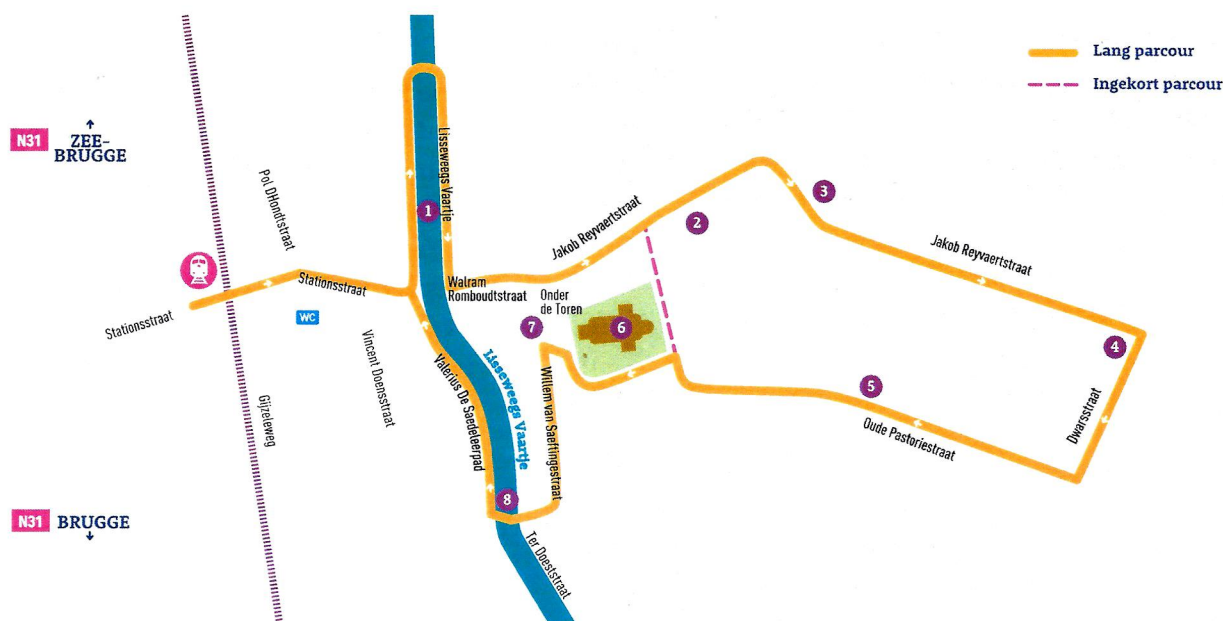 Lang parcour
Ingekort parcour
N31
ZEE-
BRUGGE
Pol DHondtstraat
Lisseweegs Vaartje
1
2
3
Jakob Reyvaertstraat
Jakob Reyvaertstraat
Stationsstraat
Stationsstraat
Walram
Romboudtstraat
Onder
de Toren
WC
7
6
4
5
Vincent Doensstraat
Valerius De Saedeleerpad
Lisseweegs Vaartje
Willem van Saeftingestraat
Gijzeleweg
Oude Pastoriestraat
Dwarsstraat
8
N31
BRUGGE
Ter Doeststraat